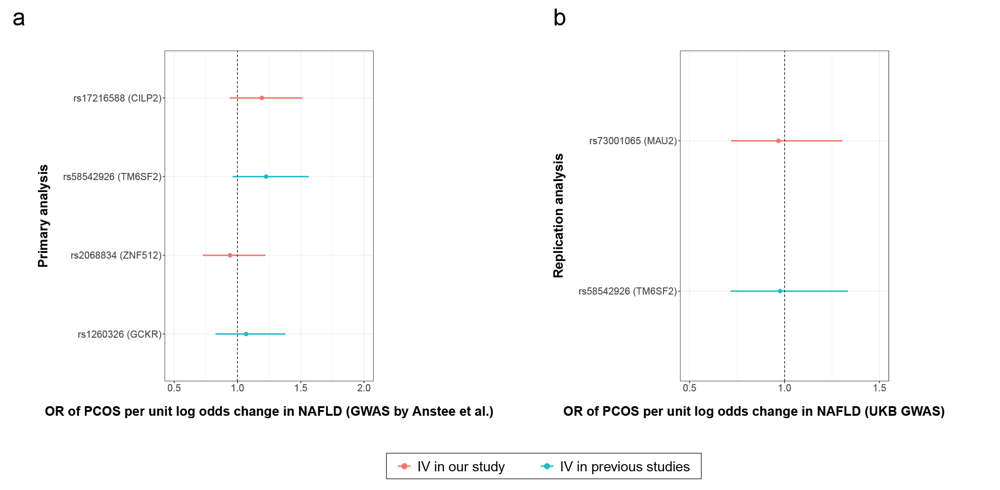 a
Primary analysis
rs17216588 (CILP2)
rs58542926 (TM6SF2)
rs2068834 (ZNF512)
rs1260326 (GCKR)
0.5 1.0 1.5 2.0
OR of PCOS per unit log odds change in NAFLD (GWAS by Anstee et al.)
b
Replication analysis
rs73001065 (MAU2)
rs58542926 (TM6SF2)
0.5 1.0 1.5
OR of PCOS per unit log odds change in NAFLD (UKB GWAS)
IV in our study
IV in previous studies